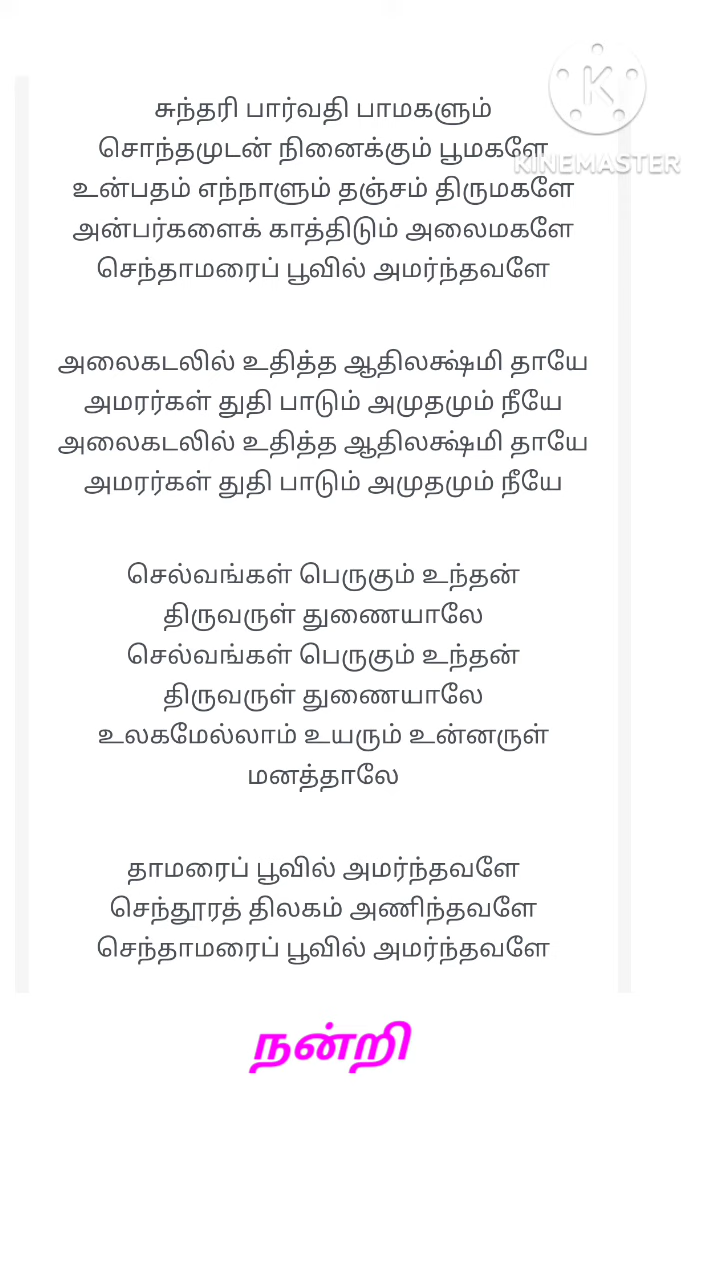 KINEMASTER
சுந்தரி பார்வதி பாமகளும்
சொந்தமுடன் நினைக்கும் பூமகளே
உன்பதம் எந்நாளும் தஞ்சம் திருமகளே
அன்பர்களைக் காத்திடும் அலைமகளே
செந்தாமரைப் பூவில் அமர்ந்தவளே
அலைகடலில் உதித்த ஆதிலக்ஷ்மி தாயே
அமரர்கள் துதி பாடும் அமுதமும் நீயே
அலைகடலில் உதித்த ஆதிலக்ஷ்மி தாயே
அமரர்கள் துதி பாடும் அமுதமும் நீயே
செல்வங்கள் பெருகும் உந்தன்
திருவருள் துணையாலே
செல்வங்கள் பெருகும் உந்தன்
திருவருள் துணையாலே
உலகமேல்லாம் உயரும் உன்னருள்
மனத்தாலே
தாமரைப் பூவில் அமர்ந்தவளே
செந்தூரத் திலகம் அணிந்தவளே
செந்தாமரைப் பூவில் அமர்ந்தவளே
நன்றி